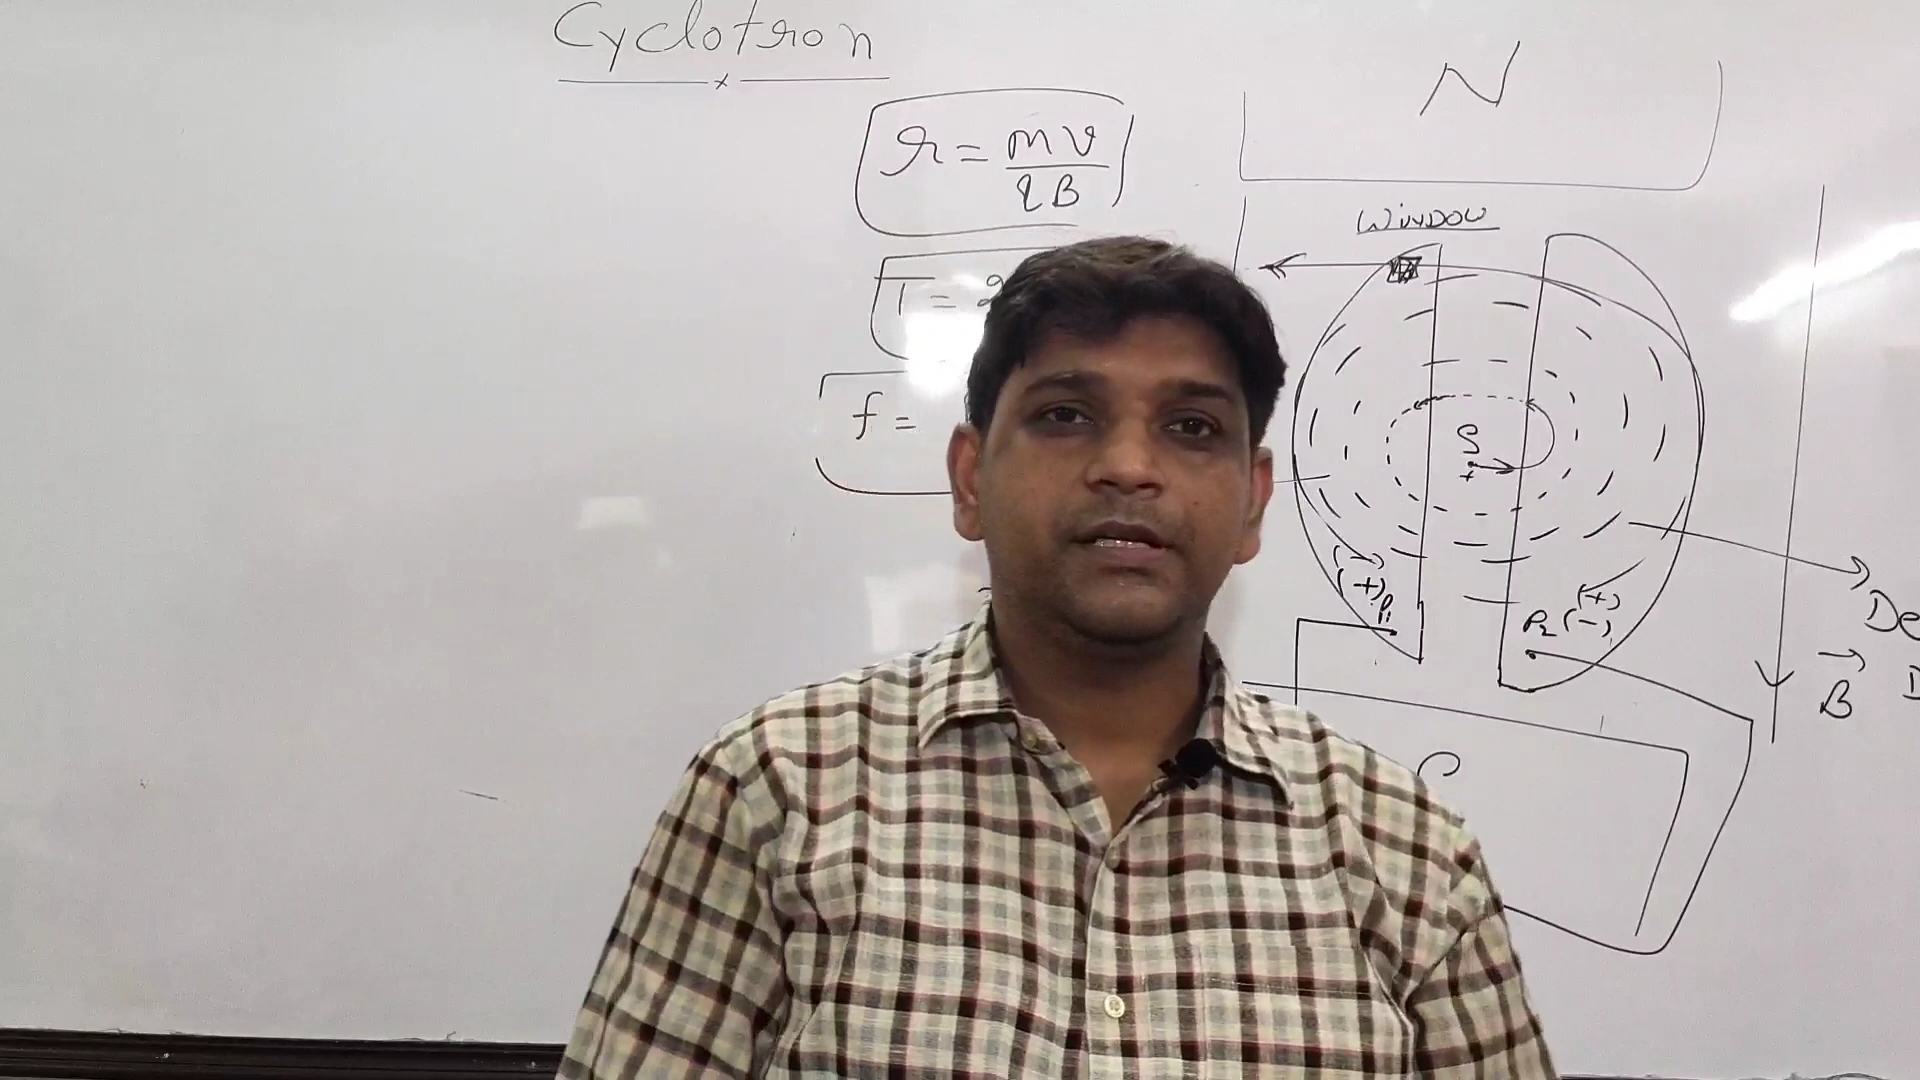 Cyclotron
r = mv / qB
T = 2
f =
N
WINDOW
S
+
(+)
P1
P2
(+)
(-)
De
D
B